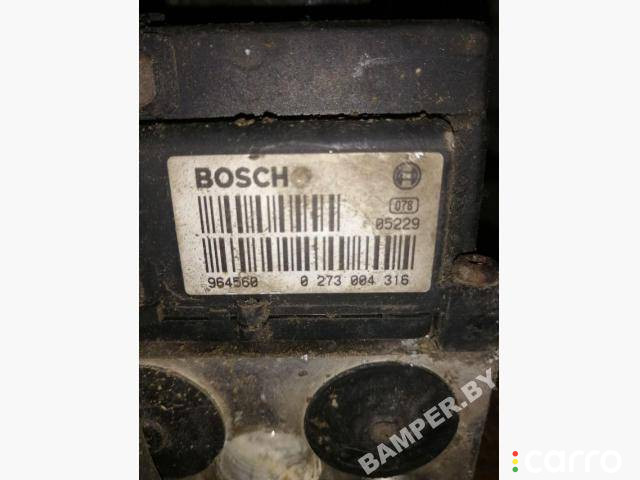 BOSCH
078
05229
964560 0 273 004 316
BAMPER.BY
carro